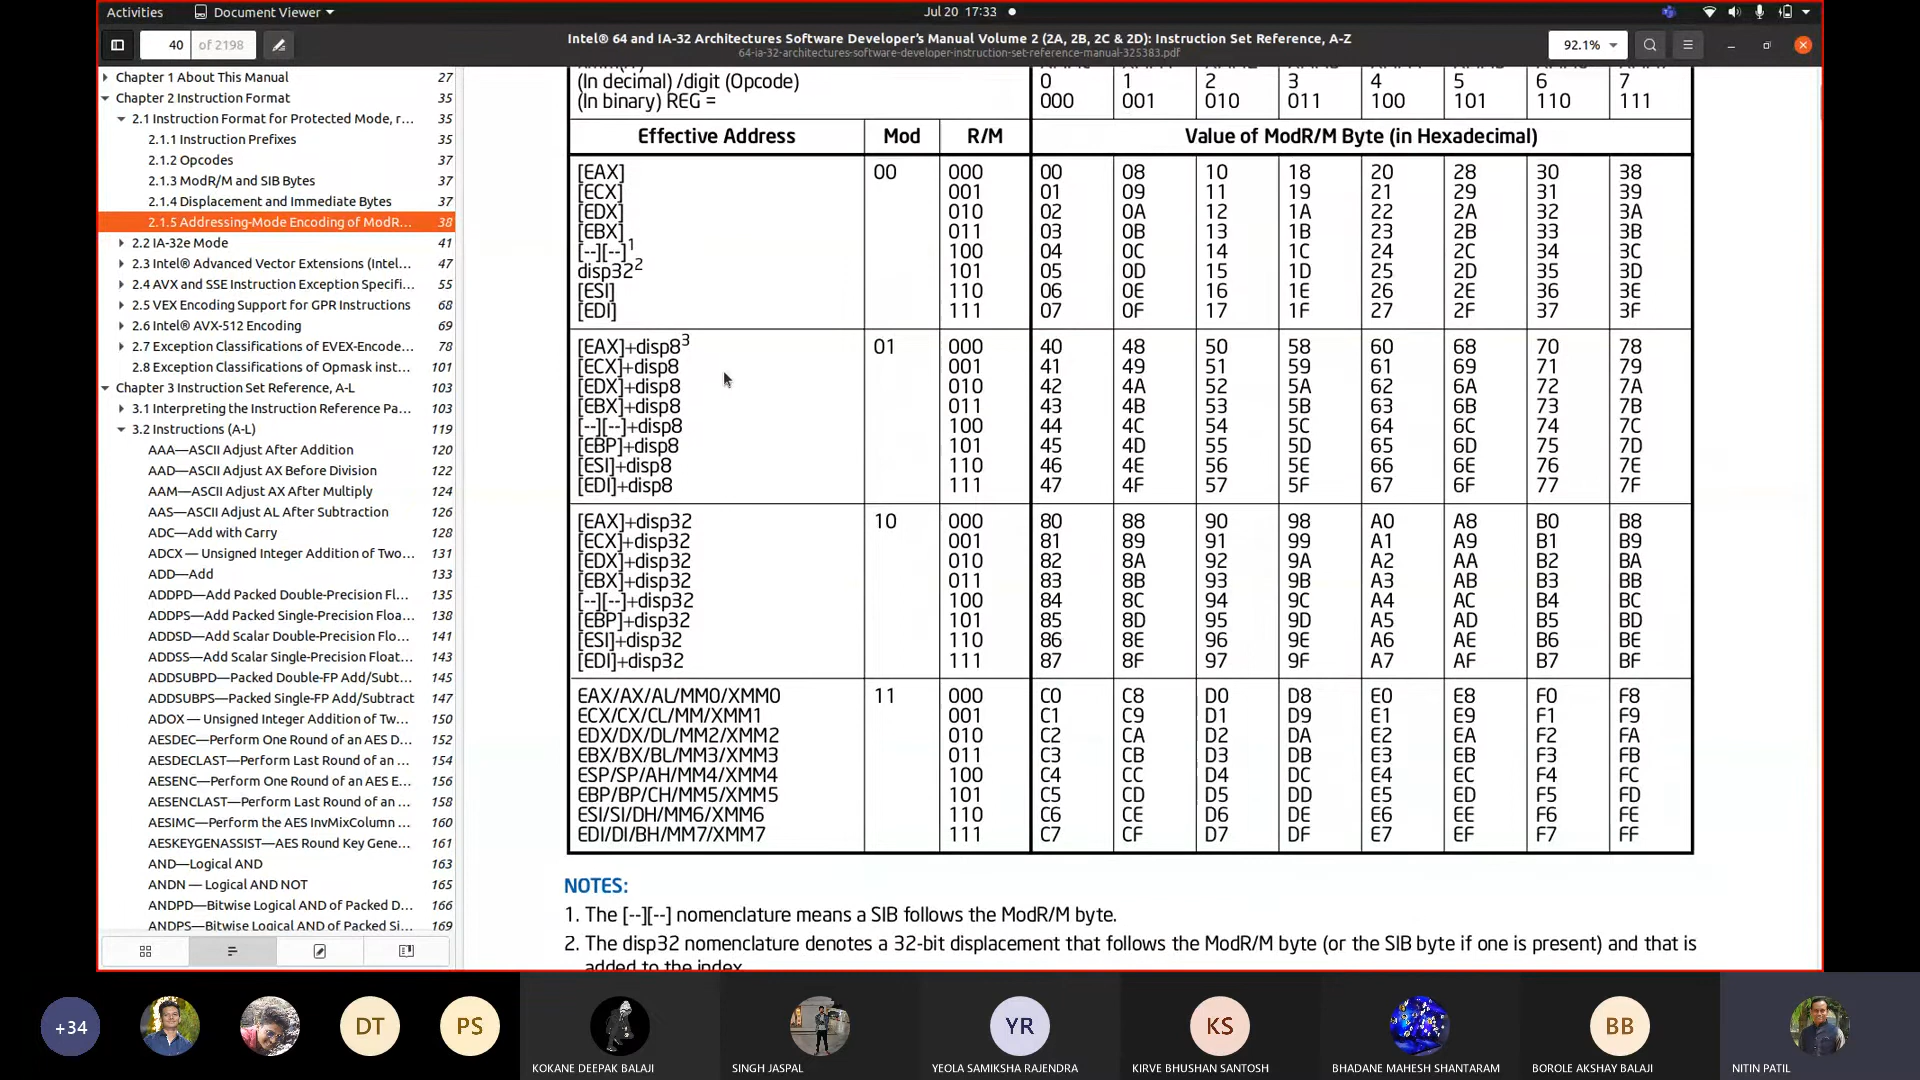 Activities
Document Viewer
Jul 20 17:33
40 of 2198
Intel® 64 and IA-32 Architectures Software Developer's Manual Volume 2 (2A, 2B, 2C & 2D): Instruction Set Reference, A-Z
64-ia-32-architectures-software-developer-instruction-set-reference-manual-325383.pdf
92.1%
Chapter 1 About This Manual 27
Chapter 2 Instruction Format 35
2.1 Instruction Format for Protected Mode, r... 35
2.1.1 Instruction Prefixes 35
2.1.2 Opcodes 37
2.1.3 ModR/M and SIB Bytes 37
2.1.4 Displacement and Immediate Bytes 37
2.1.5 Addressing-Mode Encoding of ModR... 38
2.2 IA-32e Mode 41
2.3 Intel® Advanced Vector Extensions (Intel... 47
2.4 AVX and SSE Instruction Exception Specifi... 55
2.5 VEX Encoding Support for GPR Instructions 68
2.6 Intel® AVX-512 Encoding 69
2.7 Exception Classifications of EVEX-Encode... 78
2.8 Exception Classifications of Opmask inst... 101
Chapter 3 Instruction Set Reference, A-L 103
3.1 Interpreting the Instruction Reference Pa... 103
3.2 Instructions (A-L) 119
AAA—ASCII Adjust After Addition 120
AAD—ASCII Adjust AX Before Division 122
AAM—ASCII Adjust AX After Multiply 124
AAS—ASCII Adjust AL After Subtraction 126
ADC—Add with Carry 128
ADCX — Unsigned Integer Addition of Two... 131
ADD—Add 133
ADDPD—Add Packed Double-Precision Fl... 135
ADDPS—Add Packed Single-Precision Floa... 138
ADDSD—Add Scalar Double-Precision Flo... 141
ADDSS—Add Scalar Single-Precision Float... 143
ADDSUBPD—Packed Double-FP Add/Subt... 145
ADDSUBPS—Packed Single-FP Add/Subtract 147
ADOX — Unsigned Integer Addition of Tw... 150
AESDEC—Perform One Round of an AES D... 152
AESDECLAST—Perform Last Round of an ... 154
AESENC—Perform One Round of an AES E... 156
AESENCLAST—Perform Last Round of an ... 158
AESIMC—Perform the AES InvMixColumn ... 160
AESKEYGENASSIST—AES Round Key Gene... 161
AND—Logical AND 163
ANDN — Logical AND NOT 165
ANDPD—Bitwise Logical AND of Packed D... 166
ANDPS—Bitwise Logical AND of Packed Si... 169
(In decimal) /digit (Opcode) 0 1 2 3 4 5 6 7
(In binary) REG = 000 001 010 011 100 101 110 111
Effective Address Mod R/M Value of ModR/M Byte (in Hexadecimal)
[EAX] 00 000 00 08 10 18 20 28 30 38
[ECX] 001 01 09 11 19 21 29 31 39
[EDX] 010 02 0A 12 1A 22 2A 32 3A
[EBX] 011 03 0B 13 1B 23 2B 33 3B
[--][--]1 100 04 0C 14 1C 24 2C 34 3C
disp322 101 05 0D 15 1D 25 2D 35 3D
[ESI] 110 06 0E 16 1E 26 2E 36 3E
[EDI] 111 07 0F 17 1F 27 2F 37 3F
[EAX]+disp83 01 000 40 48 50 58 60 68 70 78
[ECX]+disp8 001 41 49 51 59 61 69 71 79
[EDX]+disp8 010 42 4A 52 5A 62 6A 72 7A
[EBX]+disp8 011 43 4B 53 5B 63 6B 73 7B
[--][--]+disp8 100 44 4C 54 5C 64 6C 74 7C
[EBP]+disp8 101 45 4D 55 5D 65 6D 75 7D
[ESI]+disp8 110 46 4E 56 5E 66 6E 76 7E
[EDI]+disp8 111 47 4F 57 5F 67 6F 77 7F
[EAX]+disp32 10 000 80 88 90 98 A0 A8 B0 B8
[ECX]+disp32 001 81 89 91 99 A1 A9 B1 B9
[EDX]+disp32 010 82 8A 92 9A A2 AA B2 BA
[EBX]+disp32 011 83 8B 93 9B A3 AB B3 BB
[--][--]+disp32 100 84 8C 94 9C A4 AC B4 BC
[EBP]+disp32 101 85 8D 95 9D A5 AD B5 BD
[ESI]+disp32 110 86 8E 96 9E A6 AE B6 BE
[EDI]+disp32 111 87 8F 97 9F A7 AF B7 BF
EAX/AX/AL/MM0/XMM0 11 000 C0 C8 D0 D8 E0 E8 F0 F8
ECX/CX/CL/MM/XMM1 001 C1 C9 D1 D9 E1 E9 F1 F9
EDX/DX/DL/MM2/XMM2 010 C2 CA D2 DA E2 EA F2 FA
EBX/BX/BL/MM3/XMM3 011 C3 CB D3 DB E3 EB F3 FB
ESP/SP/AH/MM4/XMM4 100 C4 CC D4 DC E4 EC F4 FC
EBP/BP/CH/MM5/XMM5 101 C5 CD D5 DD E5 ED F5 FD
ESI/SI/DH/MM6/XMM6 110 C6 CE D6 DE E6 EE F6 FE
EDI/DI/BH/MM7/XMM7 111 C7 CF D7 DF E7 EF F7 FF
NOTES:
1. The [--][--] nomenclature means a SIB follows the ModR/M byte.
2. The disp32 nomenclature denotes a 32-bit displacement that follows the ModR/M byte (or the SIB byte if one is present) and that is
added to the index.
+34 DT PS YR KS BB
KOKANE DEEPAK BALAJI
SINGH JASPAL
YEOLA SAMIKSHA RAJENDRA
KIRVE BHUSHAN SANTOSH
BHADANE MAHESH SHANTARAM
BOROLE AKSHAY BALAJI
NITIN PATIL